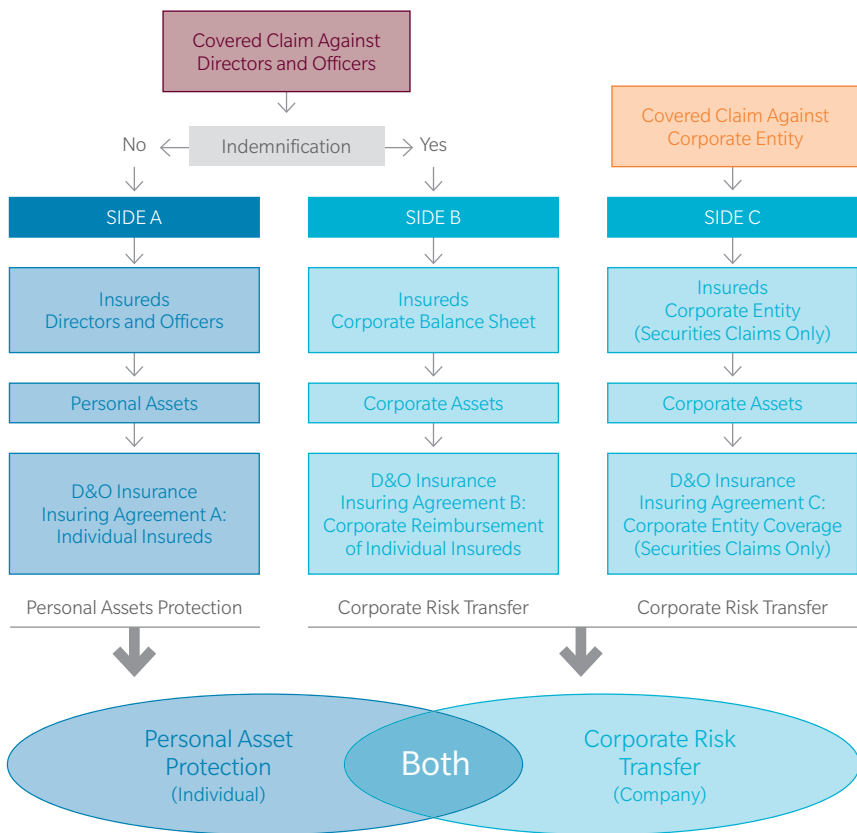 Covered Claim Against
Directors and Officers
Covered Claim Against
Corporate Entity
No
Indemnification
Yes
SIDE A
SIDE B
SIDE C
Insureds
Directors and Officers
Insureds
Corporate Balance Sheet
Insureds
Corporate Entity
(Securities Claims Only)
Personal Assets
Corporate Assets
Corporate Assets
D&O Insurance
Insuring Agreement A:
Individual Insureds
D&O Insurance
Insuring Agreement B:
Corporate Reimbursement
of Individual Insureds
D&O Insurance
Insuring Agreement C:
Corporate Entity Coverage
(Securities Claims Only)
Personal Assets Protection
Corporate Risk Transfer
Corporate Risk Transfer
Personal Asset
Protection
(Individual)
Both
Corporate Risk
Transfer
(Company)